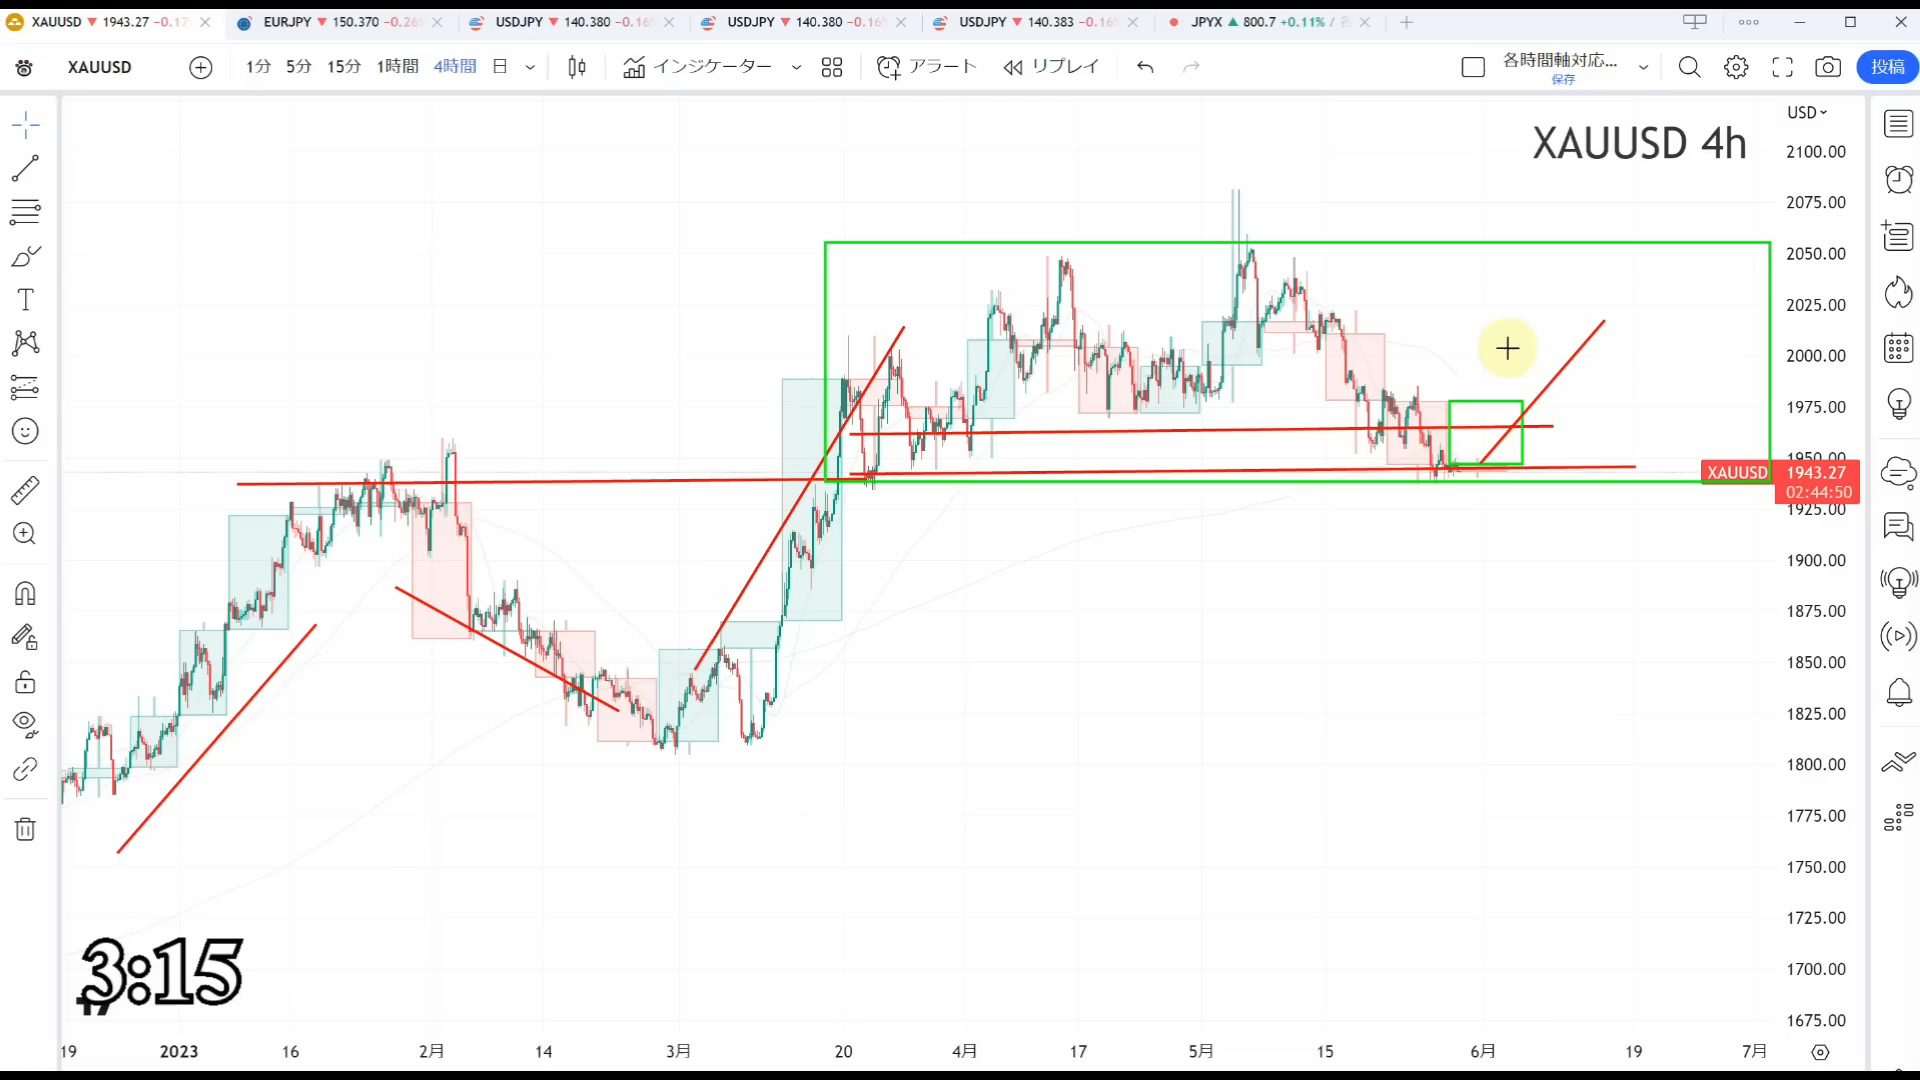 XAUUSD ▼ 1943.27 -0.17
EURJPY ▼ 150.370 -0.26
USDJPY ▼ 140.380 -0.16
USDJPY ▼ 140.380 -0.16
USDJPY ▼ 140.383 -0.16
JPYX ▲ 800.7 +0.11% /
XAUUSD
1分 5分 15分 1時間 4時間 日
インジケーター
アラート
リプレイ
各時間軸対応...
保存
投稿
USD
XAUUSD 4h
2100.00
2075.00
2050.00
2025.00
2000.00
1975.00
1950.00
XAUUSD 1943.27
02:44:50
1925.00
1900.00
1875.00
1850.00
1825.00
1800.00
1775.00
1750.00
1725.00
1700.00
1675.00
3:15
19 2023 16 2月 14 3月 20 4月 17 5月 15 6月 19 7月